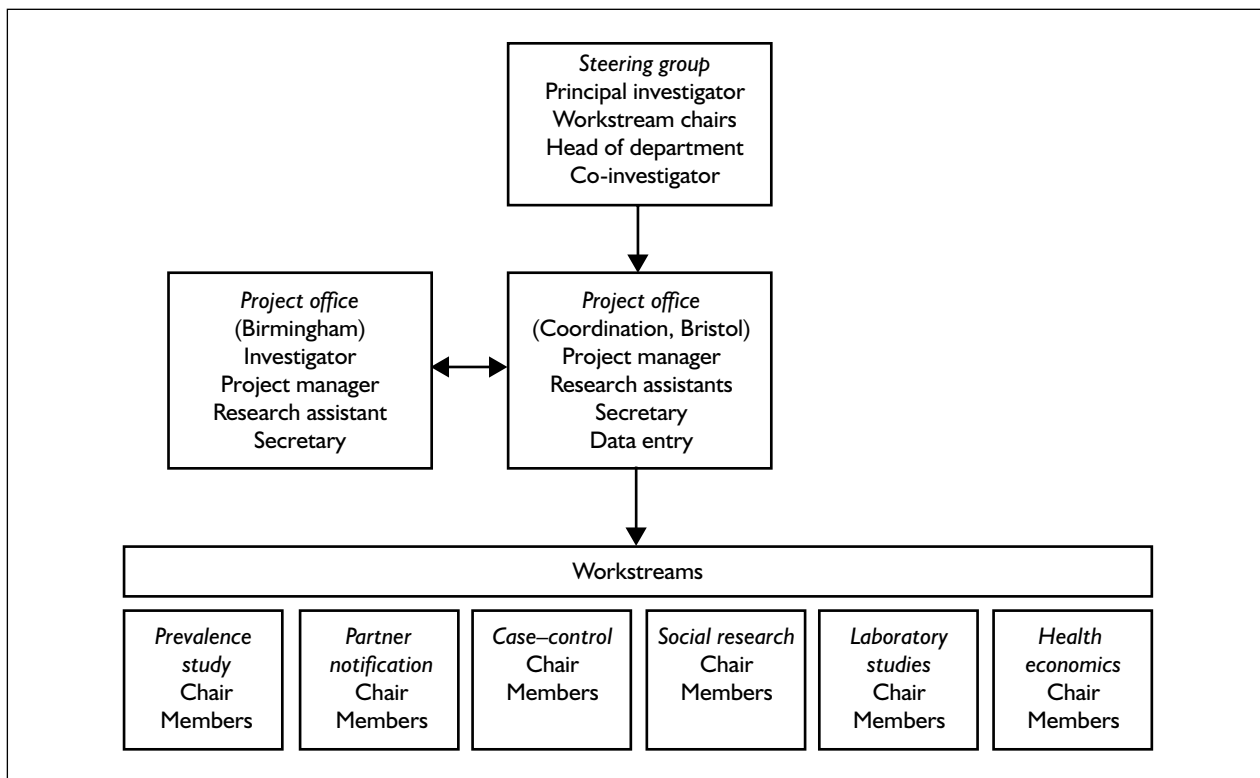 Steering group
Principal investigator
Workstream chairs
Head of department
Co-investigator
Project office
(Birmingham)
Investigator
Project manager
Research assistant
Secretary
Project office
(Coordination, Bristol)
Project manager
Research assistants
Secretary
Data entry
Workstreams
Prevalence
study
Chair
Members
Partner
notification
Chair
Members
Case–control
Chair
Members
Social research
Chair
Members
Laboratory
studies
Chair
Members
Health
economics
Chair
Members